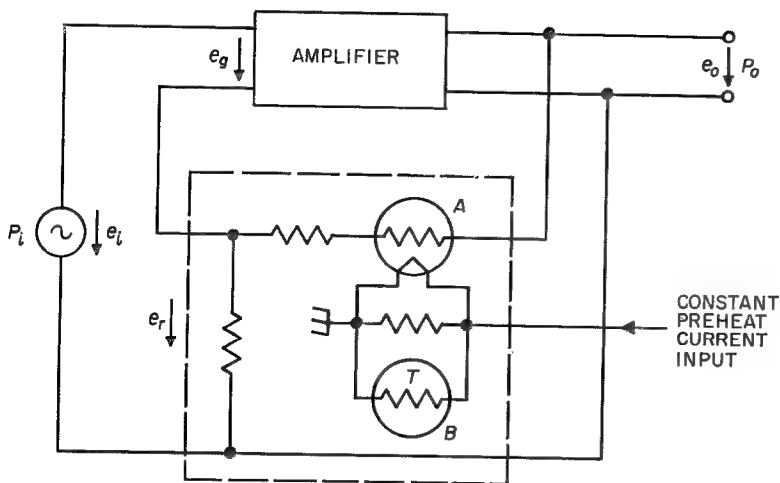 AMPLIFIER
e_g
e_o
P_o
P_i
e_i
A
e_r
CONSTANT
PREHEAT
CURRENT
INPUT
T
B